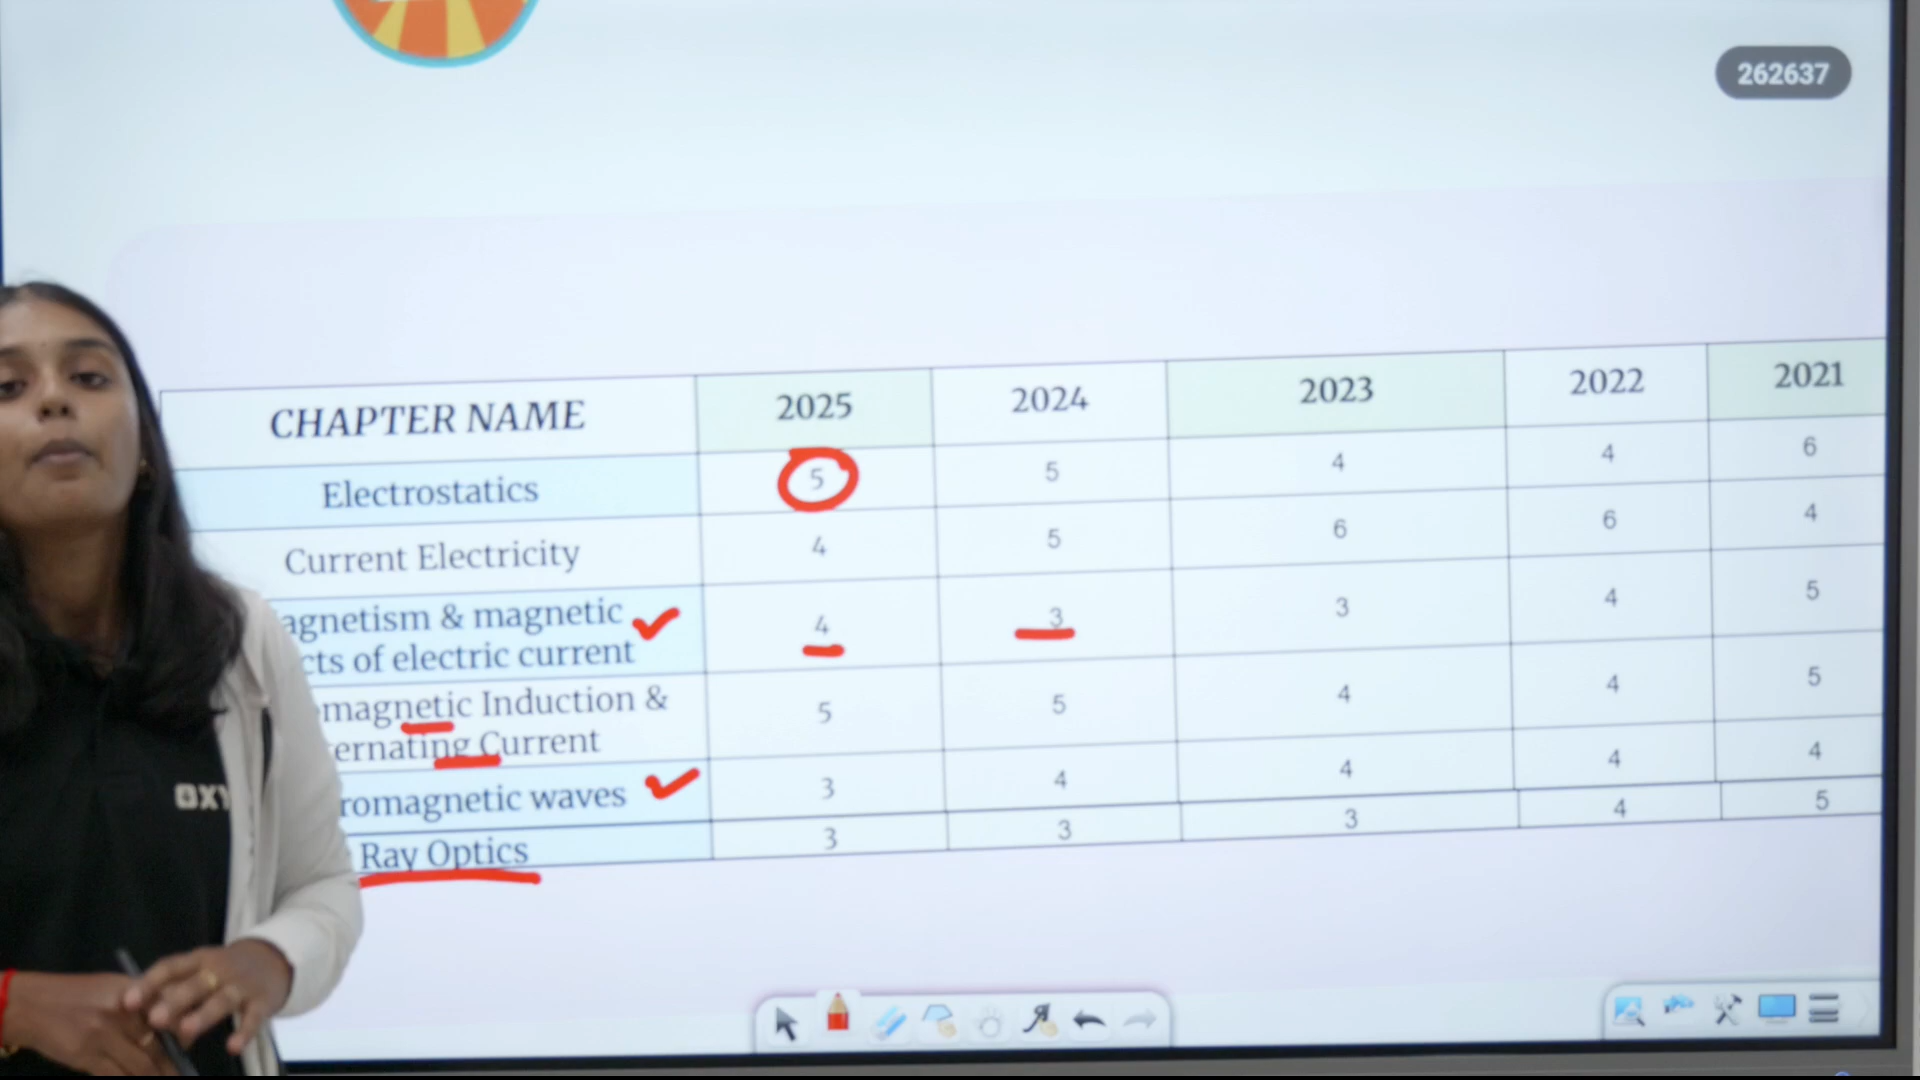 262637
CHAPTER NAME 2025 2024 2023 2022 2021
Electrostatics 5 5 4 4 6
Current Electricity 4 5 6 6 4
agnetism & magnetic
cts of electric current 4 3 3 4 5
magnetic Induction &
ternating Current 5 5 4 4 5
romagnetic waves 3 4 4 4 4
Ray Optics 3 3 3 4 5
OXY